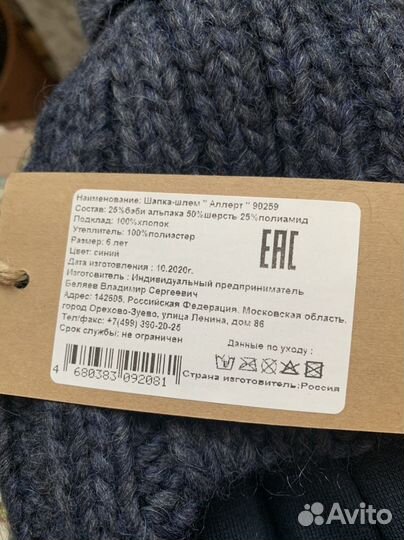 Наименование: Шапка-шлем " Аллерт " 90259
Состав: 25%бэби альпака 50%шерсть 25%полиамид
Подклад: 100%хлопок
Утеплитель: 100%полиэстер
Размер: 6 лет
Цвет: синий
Дата изготовления : 10.2020г.
Изготовитель : Индивидуальный предприниматель
Беляев Владимир Сергеевич
Адрес: 142605, Российская Федерация, Московская область,
город Орехово-Зуево, улица Ленина, дом 86
Тел/факс: +7(499) 390-20-25
Срок службы: не ограничен
EAC
Данные по уходу :
4 680383 092081
Страна изготовитель:Россия
Avito